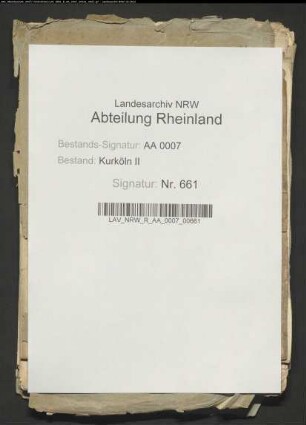 Landesarchiv NRW
Abteilung Rheinland
Bestands-Signatur: AA 0007
Bestand: Kurköln II
Signatur: Nr. 661
LAV_NRW_R_AA_0007_00661